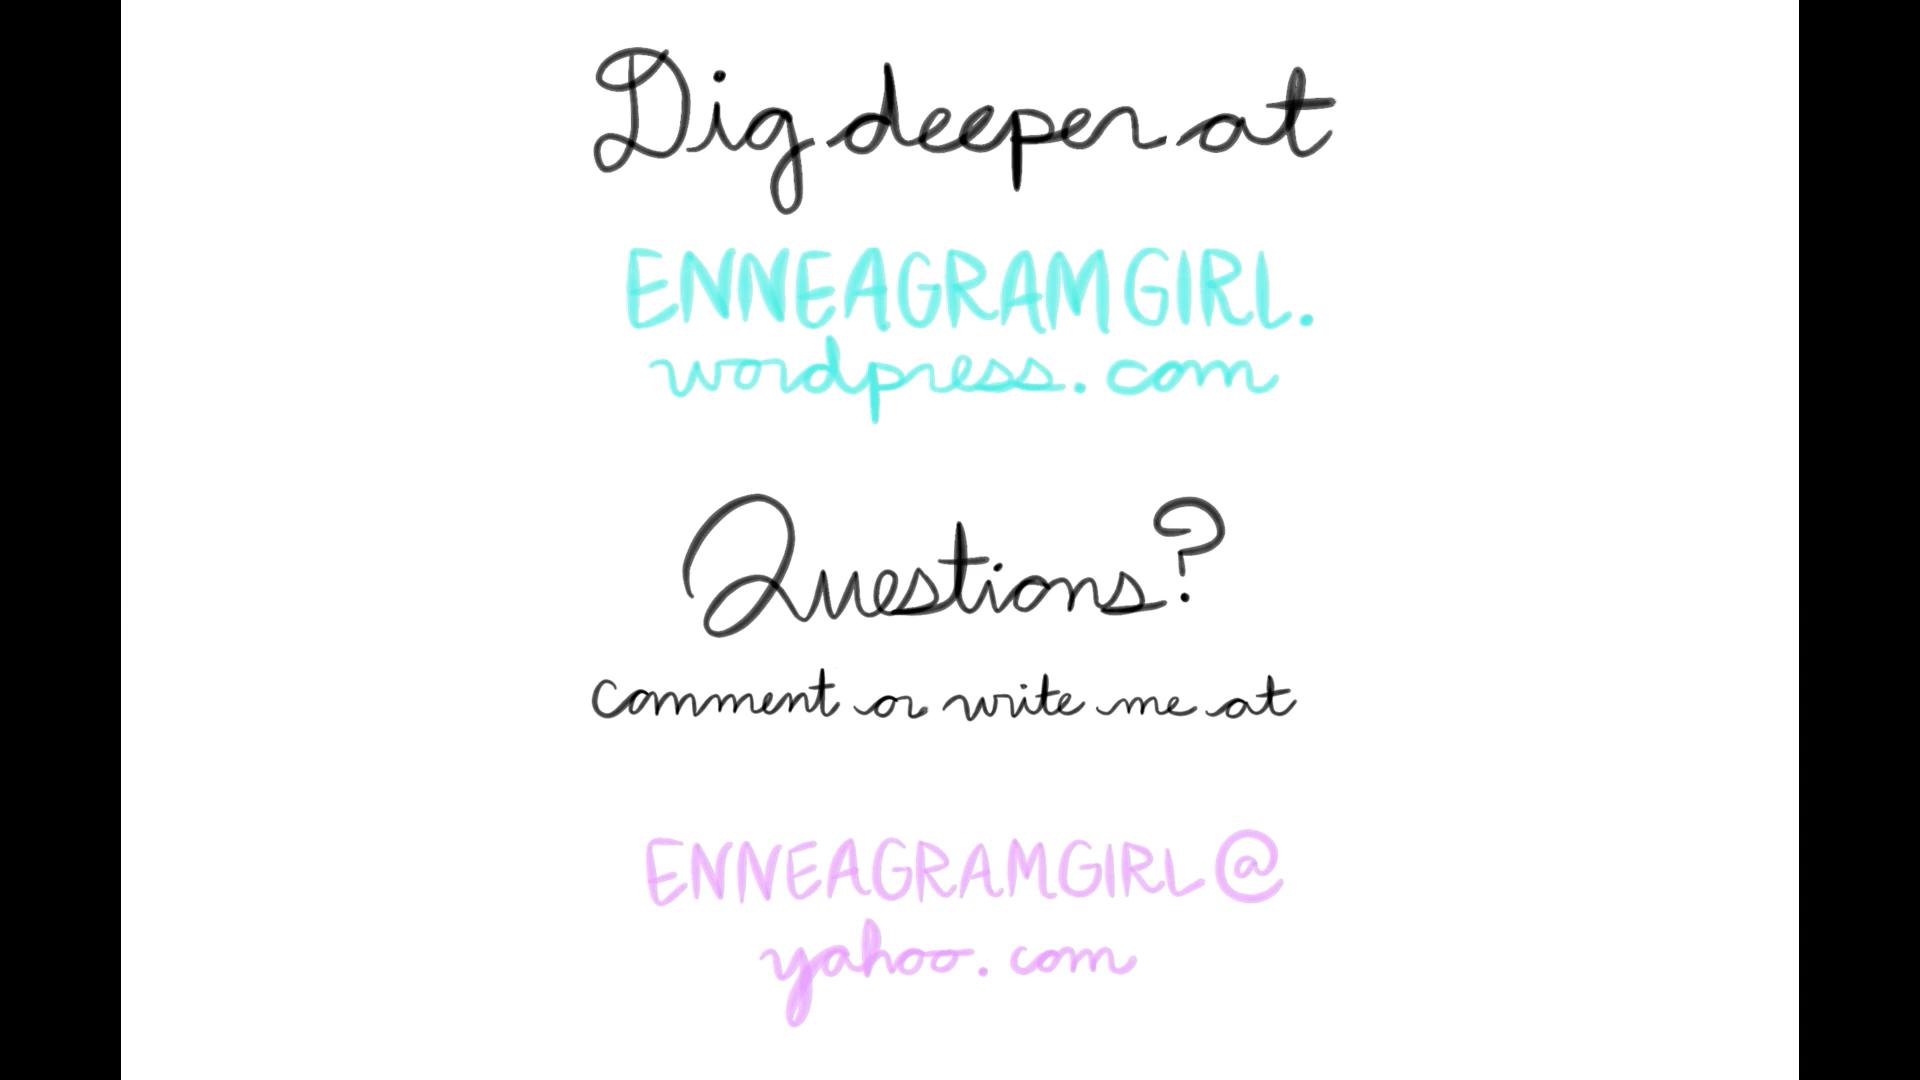 Dig deeper at
ENNEAGRAMGIRL.
wordpress.com
Questions?
comment or write me at
ENNEAGRAMGIRL@
yahoo.com